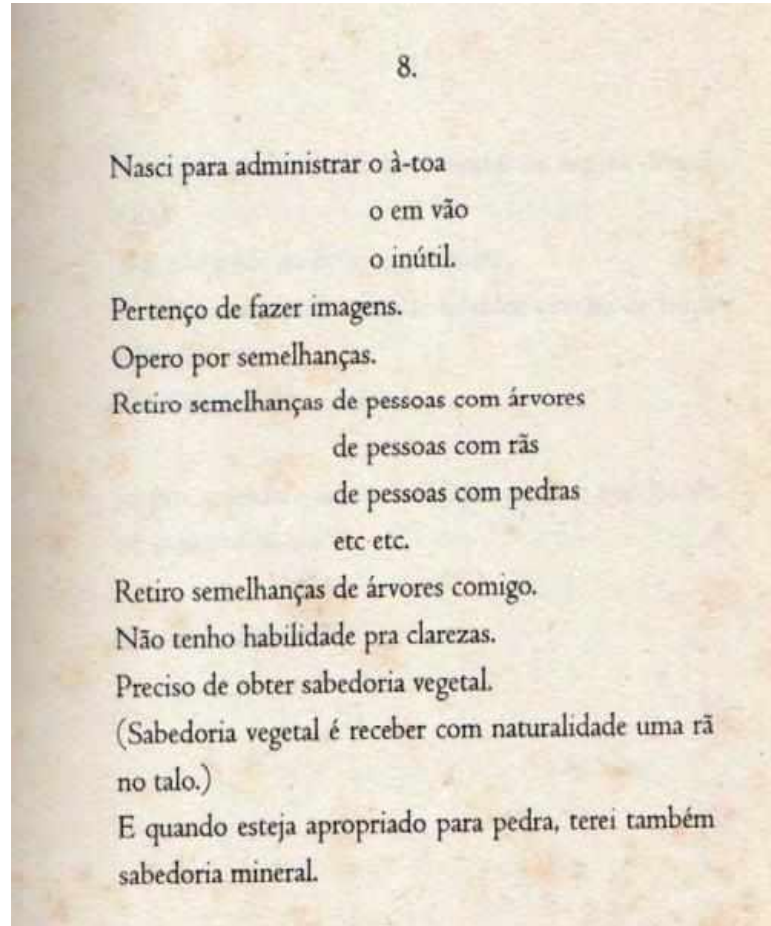 8.
Nasci para administrar o à-toa
o em vão
o inútil.
Pertenço de fazer imagens.
Opero por semelhanças.
Retiro semelhanças de pessoas com árvores
de pessoas com rãs
de pessoas com pedras
etc etc.
Retiro semelhanças de árvores comigo.
Não tenho habilidade pra clarezas.
Preciso de obter sabedoria vegetal.
(Sabedoria vegetal é receber com naturalidade uma rã
no talo.)
E quando esteja apropriado para pedra, terei também
sabedoria mineral.